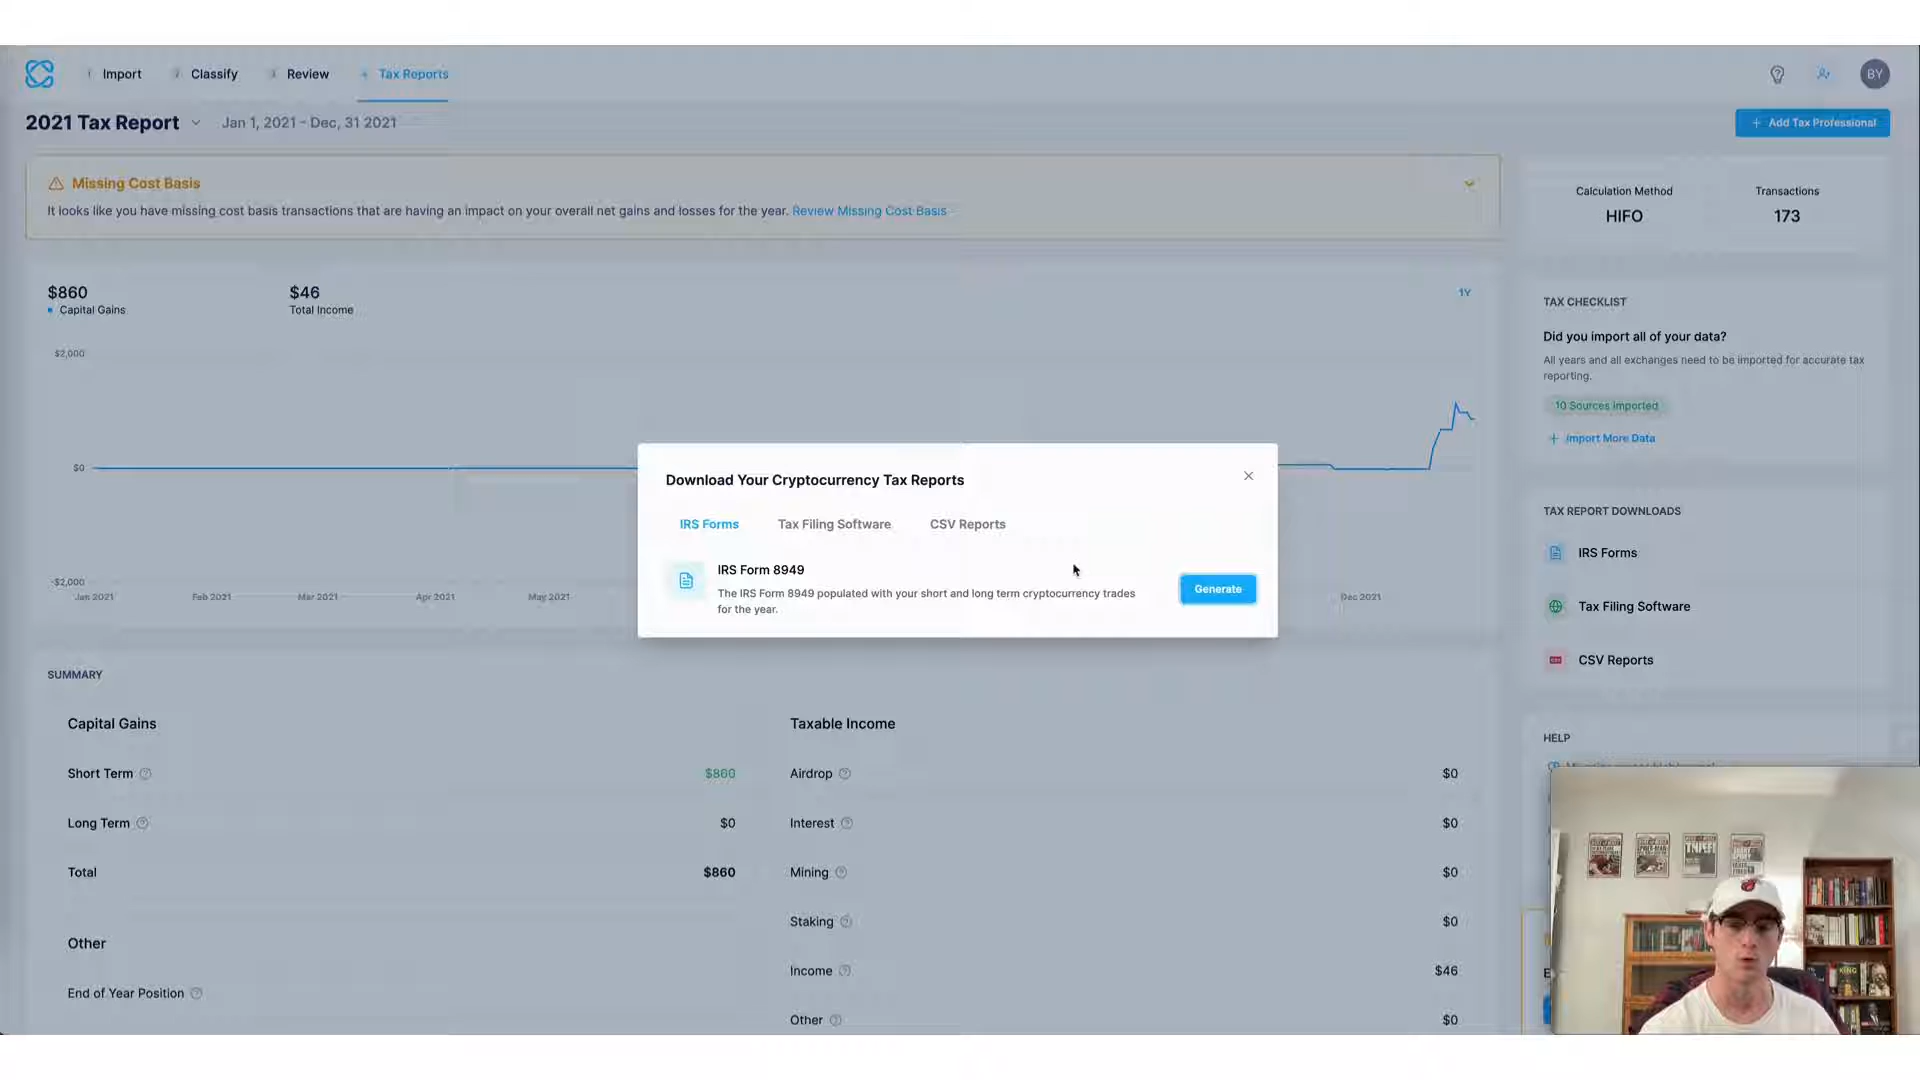 1 Import
2 Classify
3 Review
4 Tax Reports
BY
2021 Tax Report
Jan 1, 2021 - Dec, 31 2021
+ Add Tax Professional
Missing Cost Basis
It looks like you have missing cost basis transactions that are having an impact on your overall net gains and losses for the year. Review Missing Cost Basis
Calculation Method
HIFO
Transactions
173
$860
Capital Gains
$46
Total Income
1Y
$2,000
$0
-$2,000
Jan 2021
Feb 2021
Mar 2021
Apr 2021
May 2021
Dec 2021
TAX CHECKLIST
Did you import all of your data?
All years and all exchanges need to be imported for accurate tax
reporting.
10 Sources Imported
+ Import More Data
Download Your Cryptocurrency Tax Reports
IRS Forms
Tax Filing Software
CSV Reports
IRS Form 8949
The IRS Form 8949 populated with your short and long term cryptocurrency trades
for the year.
Generate
TAX REPORT DOWNLOADS
IRS Forms
Tax Filing Software
CSV Reports
SUMMARY
Capital Gains
Short Term
$860
Long Term
$0
Total
$860
Other
End of Year Position
Taxable Income
Airdrop
$0
Interest
$0
Mining
$0
Staking
$0
Income
$46
Other
$0
HELP
KING